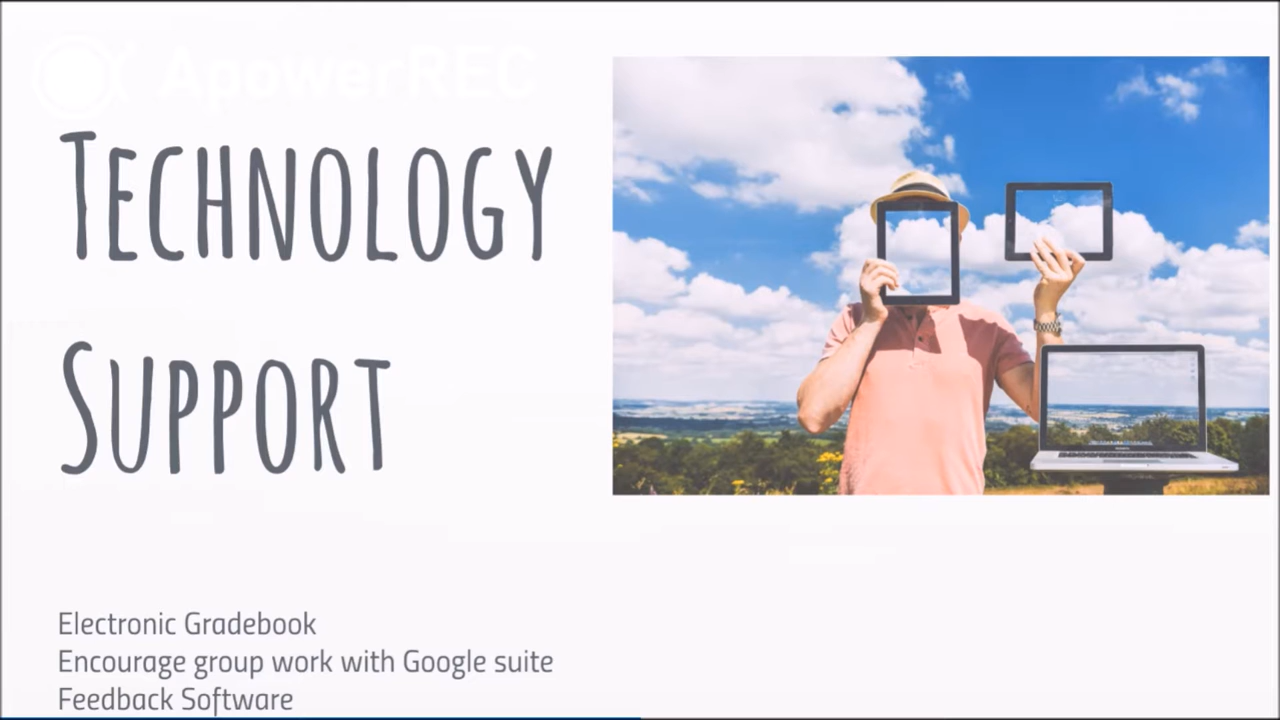 ApowerREC
TECHNOLOGY
SUPPORT
Electronic Gradebook
Encourage group work with Google suite
Feedback Software